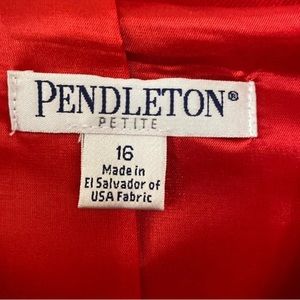 PENDLETON®
PETITE
16
Made in
El Salvador of
USA Fabric